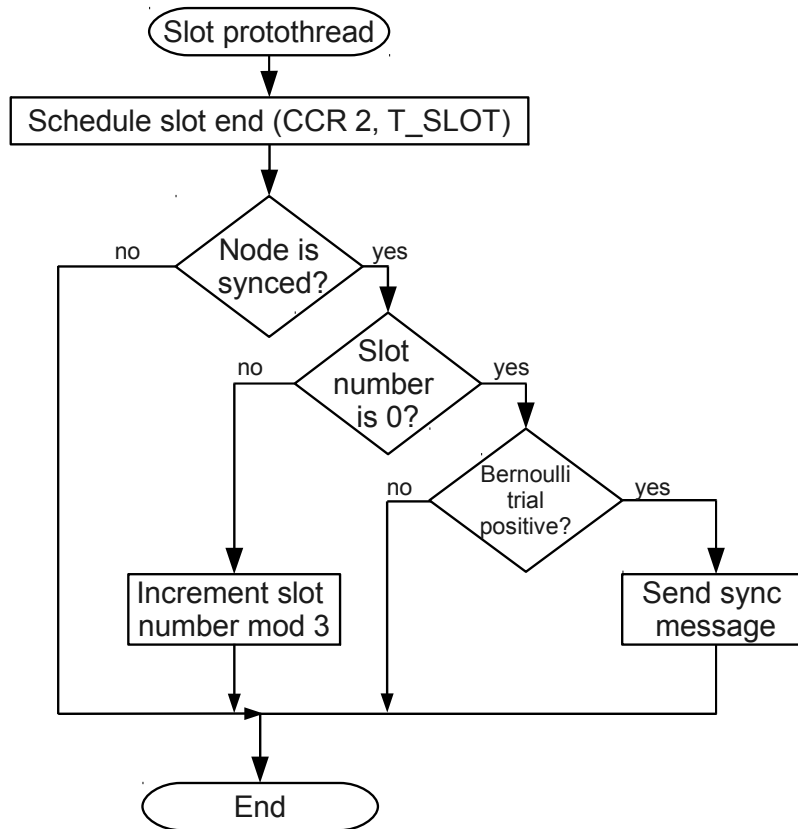 Slot protothread
Schedule slot end (CCR 2, T_SLOT)
no
Node is
synced?
yes
no
Slot
number
is 0?
yes
no
Bernoulli
trial
positive?
yes
Increment slot
number mod 3
Send sync
message
End